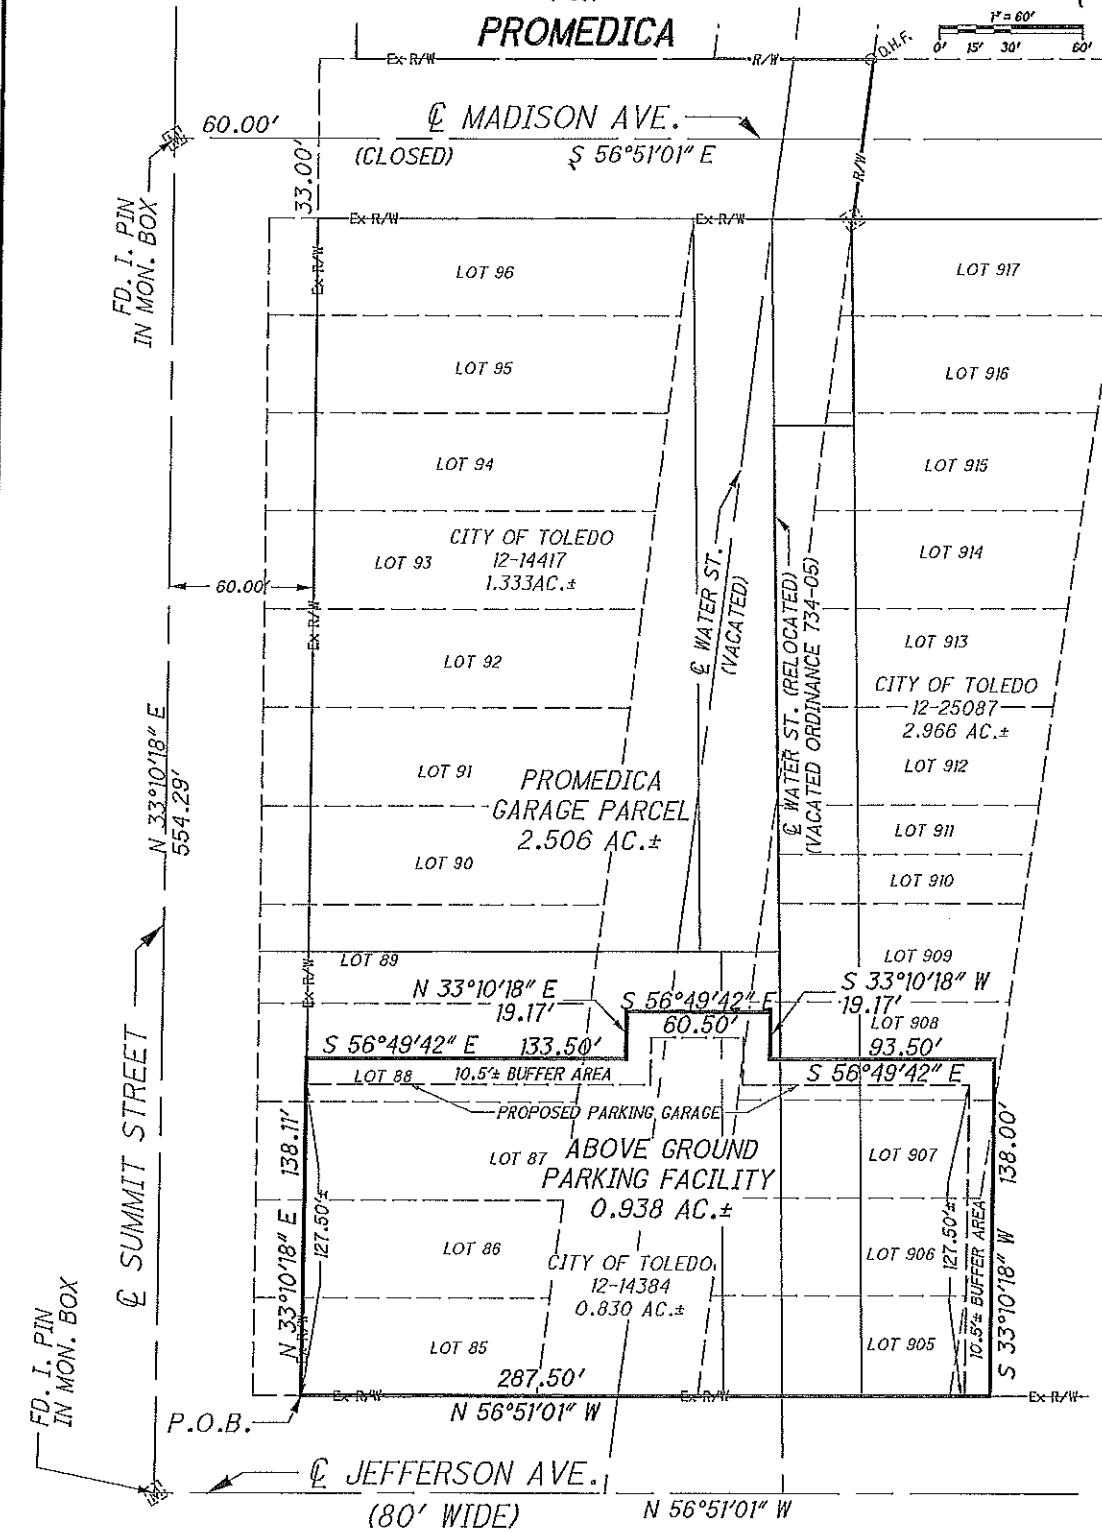 PROMEDICA
1" = 60'
0' 15' 30' 60'
Ex R/W
R/W
D.H.F.
60.00'
℄ MADISON AVE.
(CLOSED)
S 56°51'01" E
33.00'
R/W
FD. I. PIN
IN MON. BOX
Ex R/W
Ex R/W
Ex R/W
LOT 96
LOT 917
LOT 95
LOT 916
LOT 94
LOT 915
CITY OF TOLEDO
12-14417
1.333AC.±
LOT 93
LOT 914
60.00'
Ex R/W
℄ WATER ST.
(VACATED)
℄ WATER ST. (RELOCATED)
(VACATED ORDINANCE 734-05)
LOT 92
LOT 913
CITY OF TOLEDO
12-25087
2.966 AC.±
N 33°10'18" E
554.29'
LOT 91
LOT 912
PROMEDICA
GARAGE PARCEL
2.506 AC.±
LOT 911
LOT 90
LOT 910
LOT 89
LOT 909
Ex R/W
N 33°10'18" E
19.17'
S 56°49'42" E
60.50'
S 33°10'18" W
19.17'
LOT 908
S 56°49'42" E 133.50'
93.50'
S 56°49'42" E
LOT 88
10.5'± BUFFER AREA
PROPOSED PARKING GARAGE
℄ SUMMIT STREET
138.11'
N 33°10'18" E
127.50'±
LOT 87
ABOVE GROUND
PARKING FACILITY
0.938 AC.±
LOT 907
138.00'
S 33°10'18" W
127.50'±
10.5'± BUFFER AREA
LOT 86
CITY OF TOLEDO
12-14384
0.830 AC.±
LOT 906
Ex R/W
LOT 85
LOT 905
287.50'
Ex R/W
Ex R/W
Ex R/W
N 56°51'01" W
FD. I. PIN
IN MON. BOX
P.O.B.
℄ JEFFERSON AVE.
(80' WIDE)
N 56°51'01" W